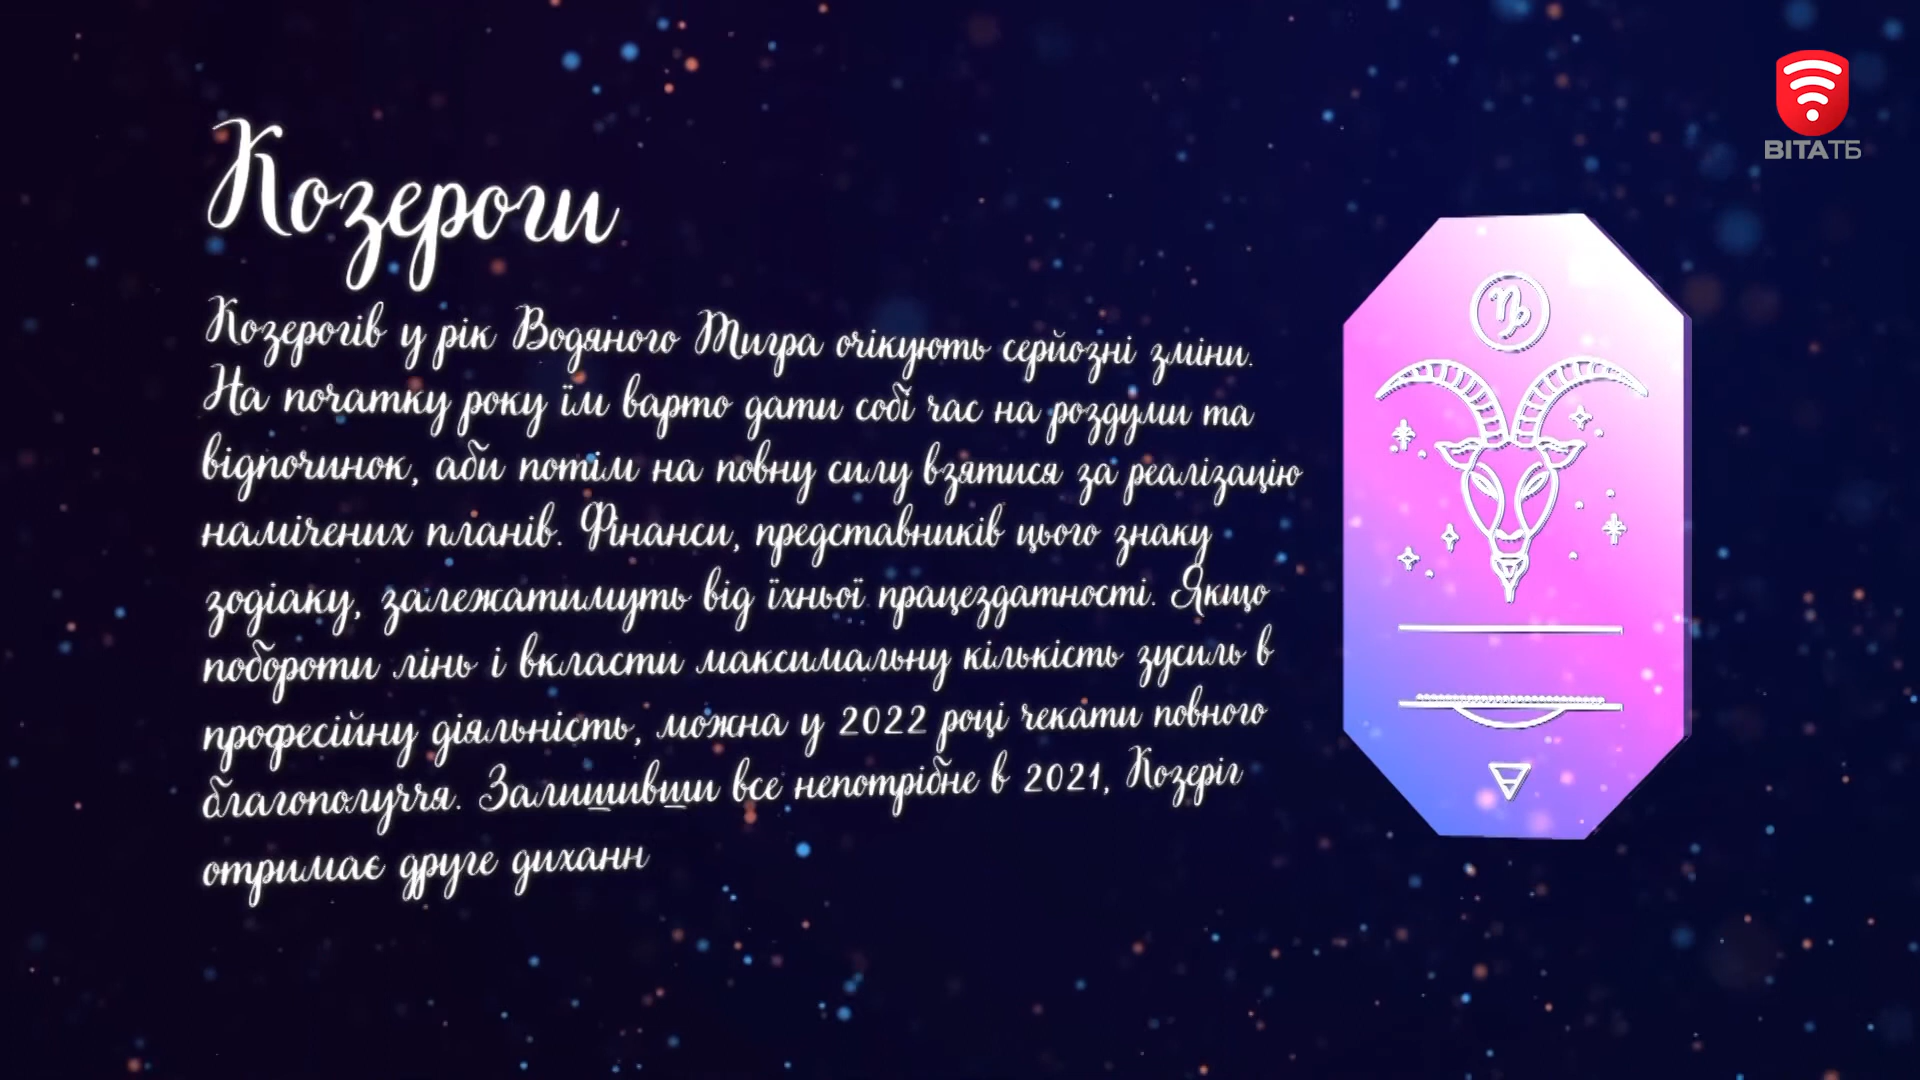 ВІТАТБ
Козероги
Козерогів у рік Водяного Тигра очікують серйозні зміни.
На початку року їм варто дати собі час на роздуми та
відпочинок, аби потім на повну силу взятися за реалізацію
намічених планів. Фінанси, представників цього знаку
зодіаку, залежатимуть від їхньої працездатності. Якщо
побороти лінь і вкласти максимальну кількість зусиль в
професійну діяльність, можна у 2022 році чекати повного
благополуччя. Залишивши все непотрібне в 2021, Козеріг
отримає друге диханн